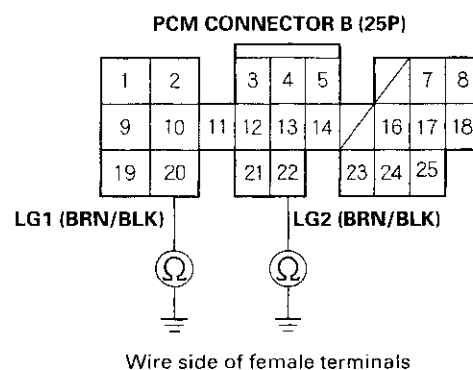 PCM CONNECTOR B (25P)
1 2 3 4 5 7 8
9 10 11 12 13 14 16 17 18
19 20 21 22 23 24 25
LG1 (BRN/BLK) LG2 (BRN/BLK)
Ω Ω
Wire side of female terminals